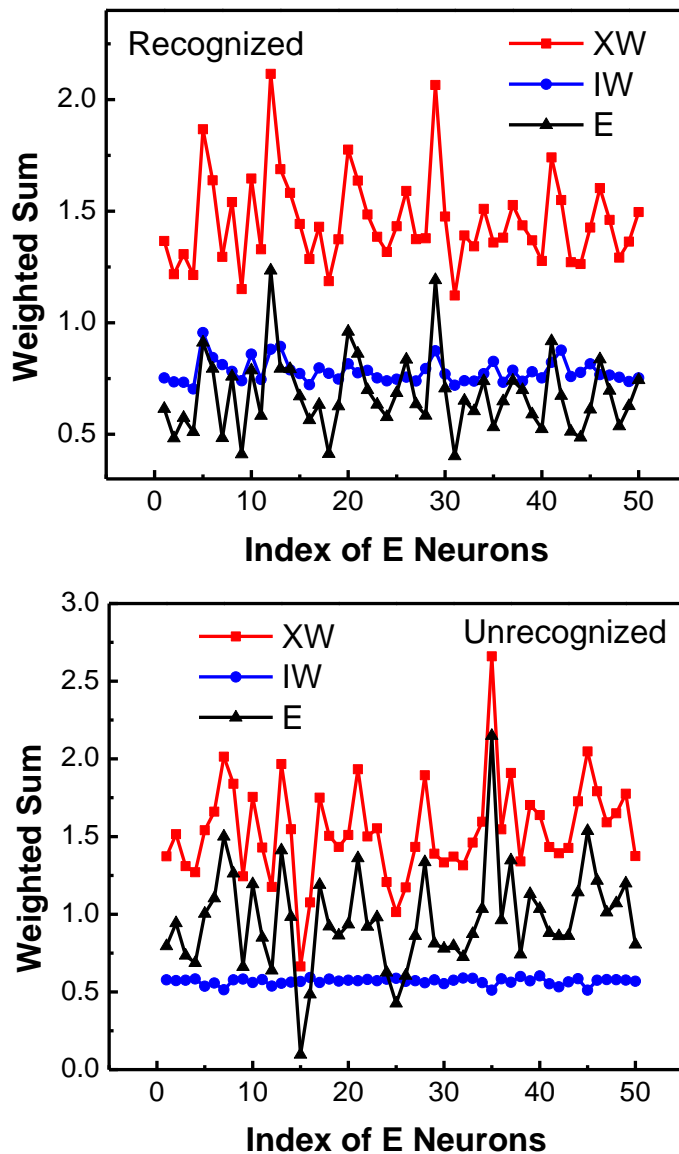 Recognized
XW
IW
E
2.0
1.5
1.0
0.5
Weighted Sum
0 10 20 30 40 50
Index of E Neurons
3.0
Unrecognized
XW
IW
E
2.5
2.0
1.5
1.0
0.5
0.0
Weighted Sum
0 10 20 30 40 50
Index of E Neurons